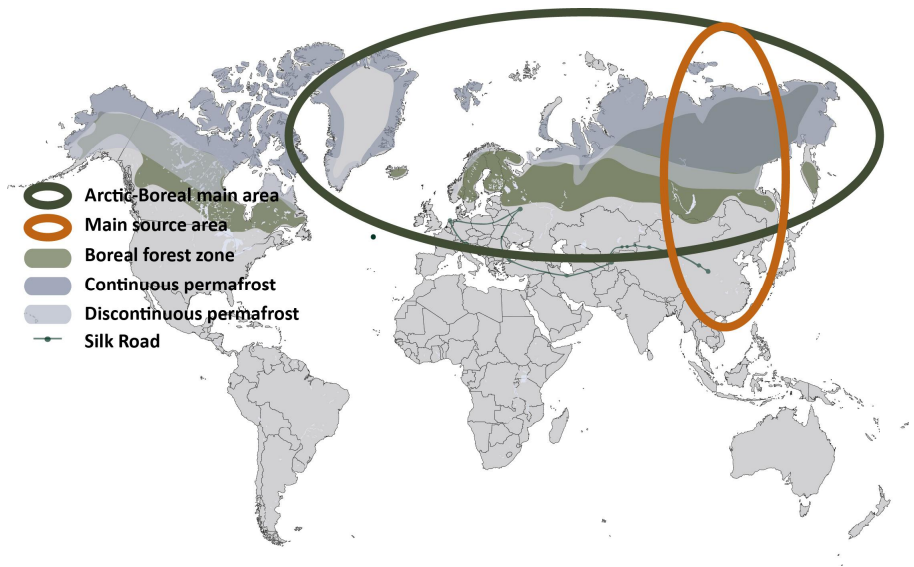 Arctic-Boreal main area
Main source area
Boreal forest zone
Continuous permafrost
Discontinuous permafrost
Silk Road